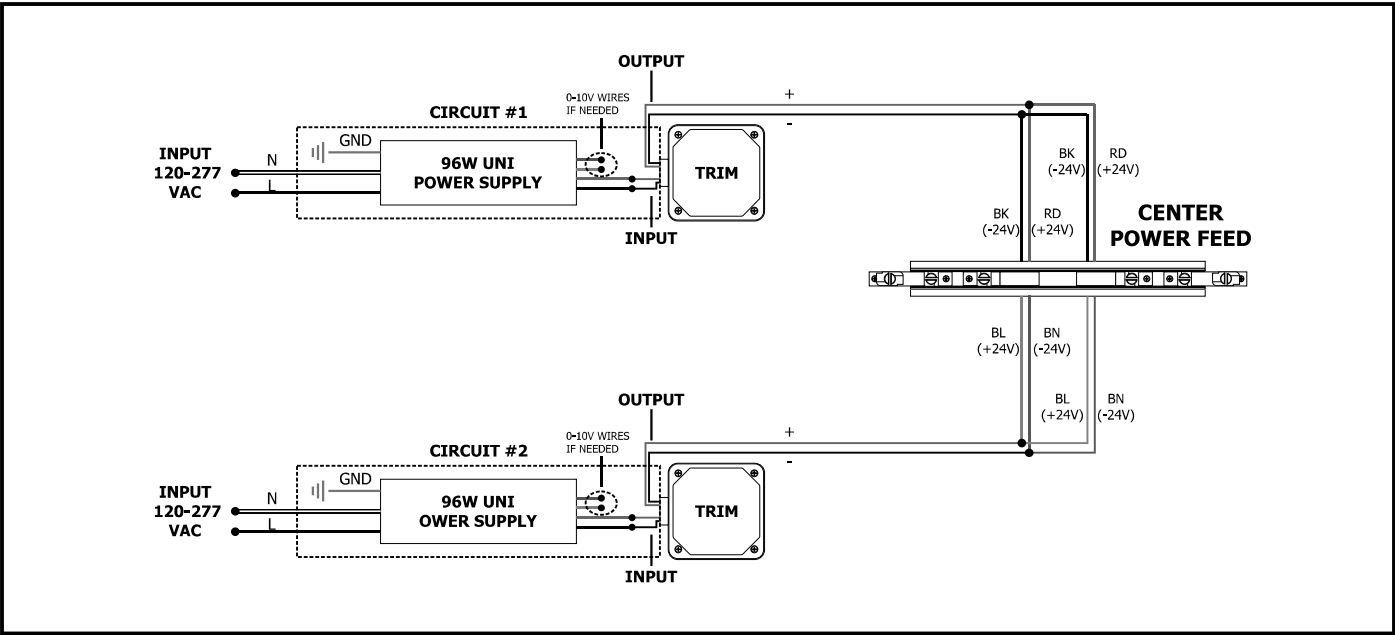 OUTPUT
0-10V WIRES
IF NEEDED
CIRCUIT #1
GND
INPUT
120-277
VAC
N
L
96W UNI
POWER SUPPLY
TRIM
INPUT
+
-
BK
(-24V)
RD
(+24V)
BK
(-24V)
RD
(+24V)
CENTER
POWER FEED
BL
(+24V)
BN
(-24V)
BL
(+24V)
BN
(-24V)
OUTPUT
0-10V WIRES
IF NEEDED
CIRCUIT #2
GND
INPUT
120-277
VAC
N
L
96W UNI
OWER SUPPLY
TRIM
INPUT
+
-